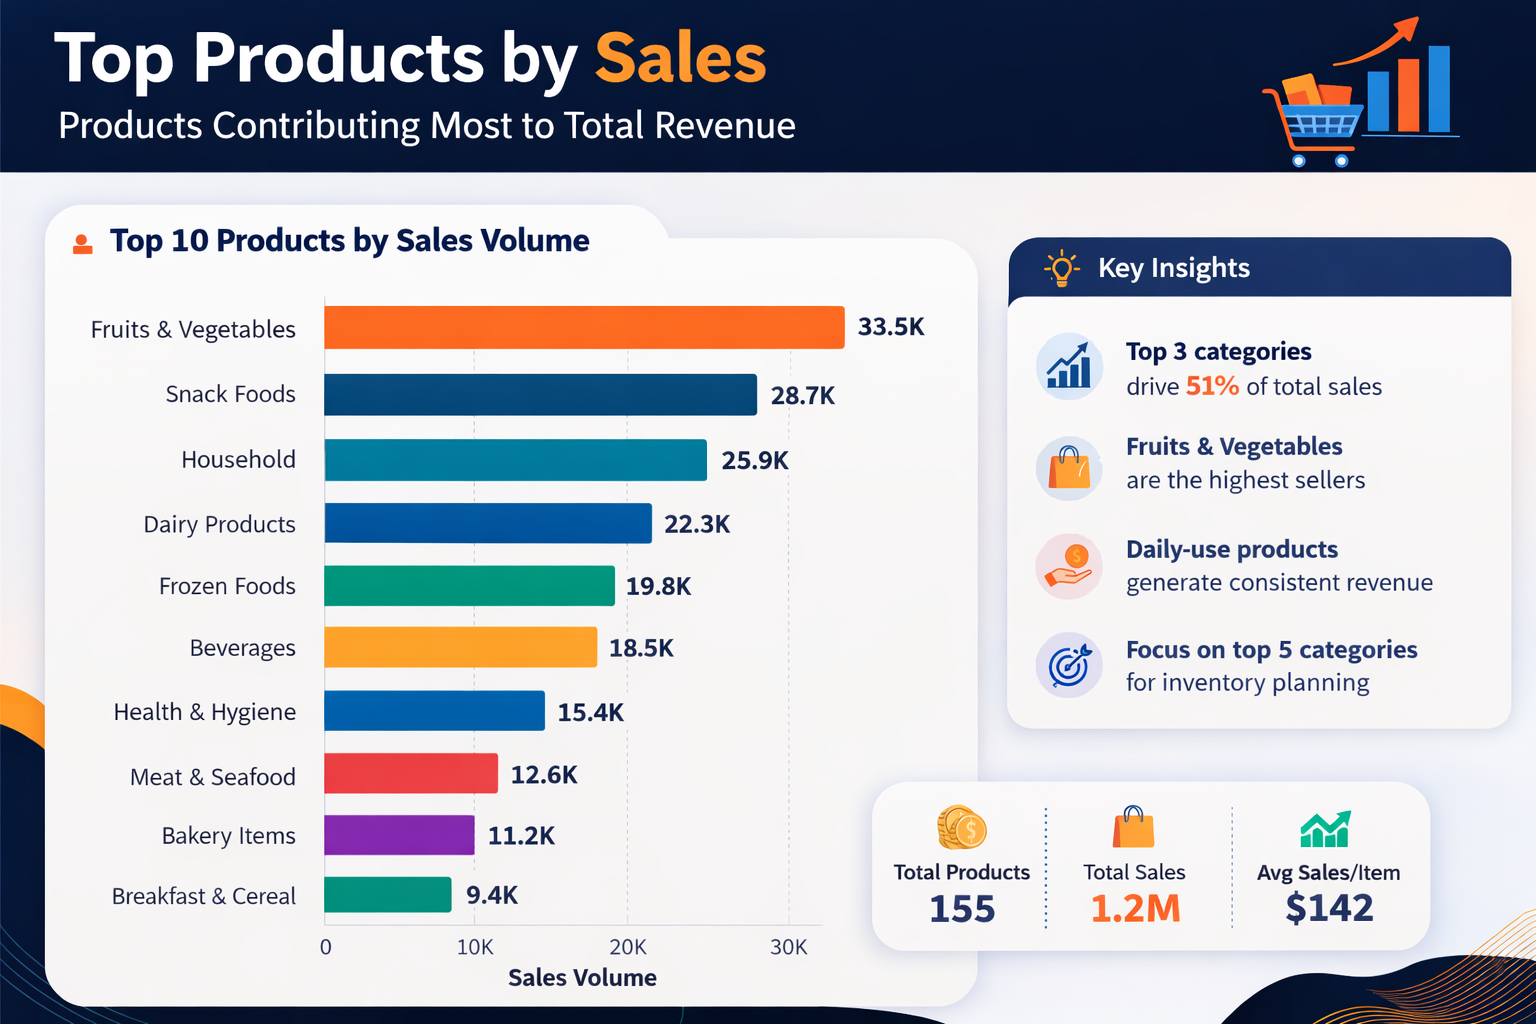 Top Products by Sales
Products Contributing Most to Total Revenue
Top 10 Products by Sales Volume
Fruits & Vegetables
33.5K
Snack Foods
28.7K
Household
25.9K
Dairy Products
22.3K
Frozen Foods
19.8K
Beverages
18.5K
Health & Hygiene
15.4K
Meat & Seafood
12.6K
Bakery Items
11.2K
Breakfast & Cereal
9.4K
0 10K 20K 30K
Sales Volume
Key Insights
Top 3 categories
drive 51% of total sales
Fruits & Vegetables
are the highest sellers
Daily-use products
generate consistent revenue
Focus on top 5 categories
for inventory planning
Total Products
155
Total Sales
1.2M
Avg Sales/Item
$142